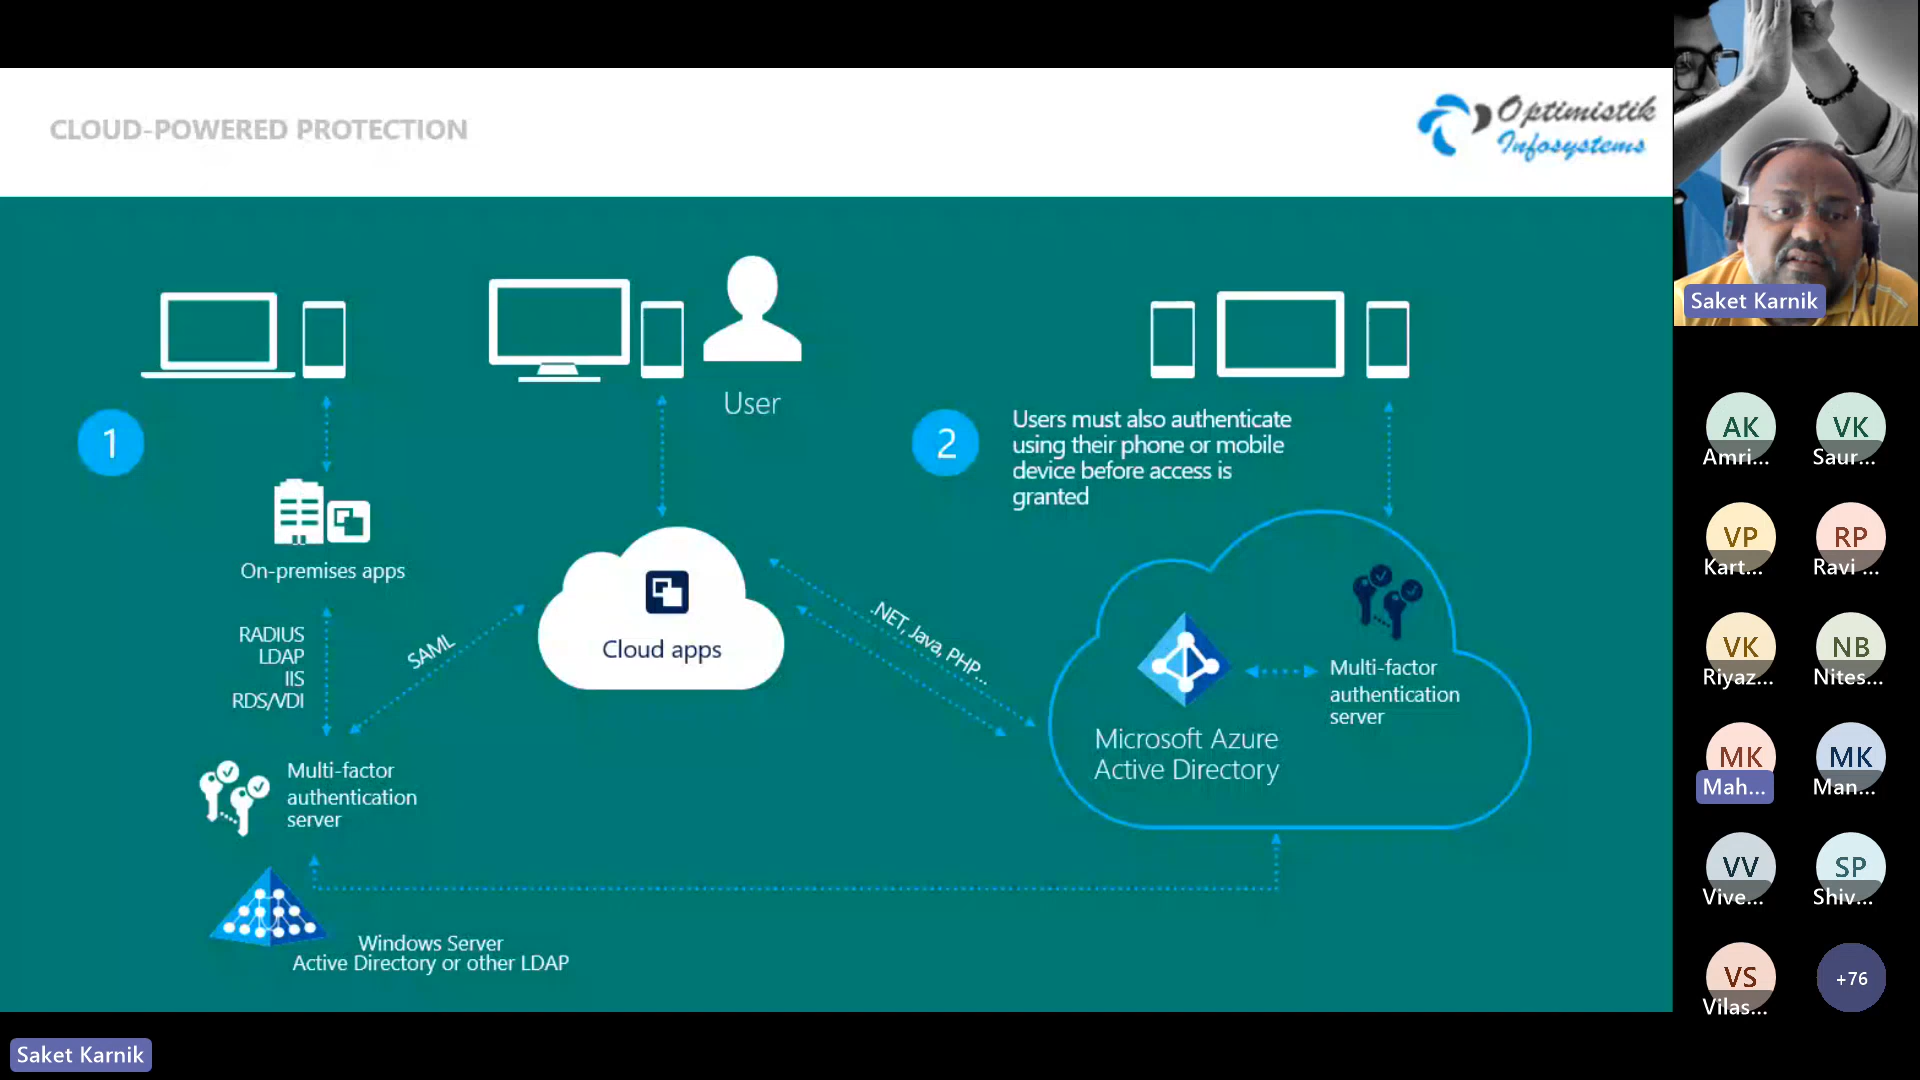 CLOUD-POWERED PROTECTION
Optimistik
Infosystems
User
1
2
Users must also authenticate
using their phone or mobile
device before access is
granted
On-premises apps
RADIUS
LDAP
IIS
RDS/VDI
SAML
Cloud apps
.NET, Java, PHP...
Multi-factor
authentication
server
Microsoft Azure
Active Directory
Multi-factor
authentication
server
Windows Server
Active Directory or other LDAP
Saket Karnik
Saket Karnik
AK
Amri...
VK
Saur...
VP
Kart...
RP
Ravi ...
VK
Riyaz...
NB
Nites...
MK
Mah...
MK
Man...
VV
Vive...
SP
Shiv...
VS
Vilas...
+76